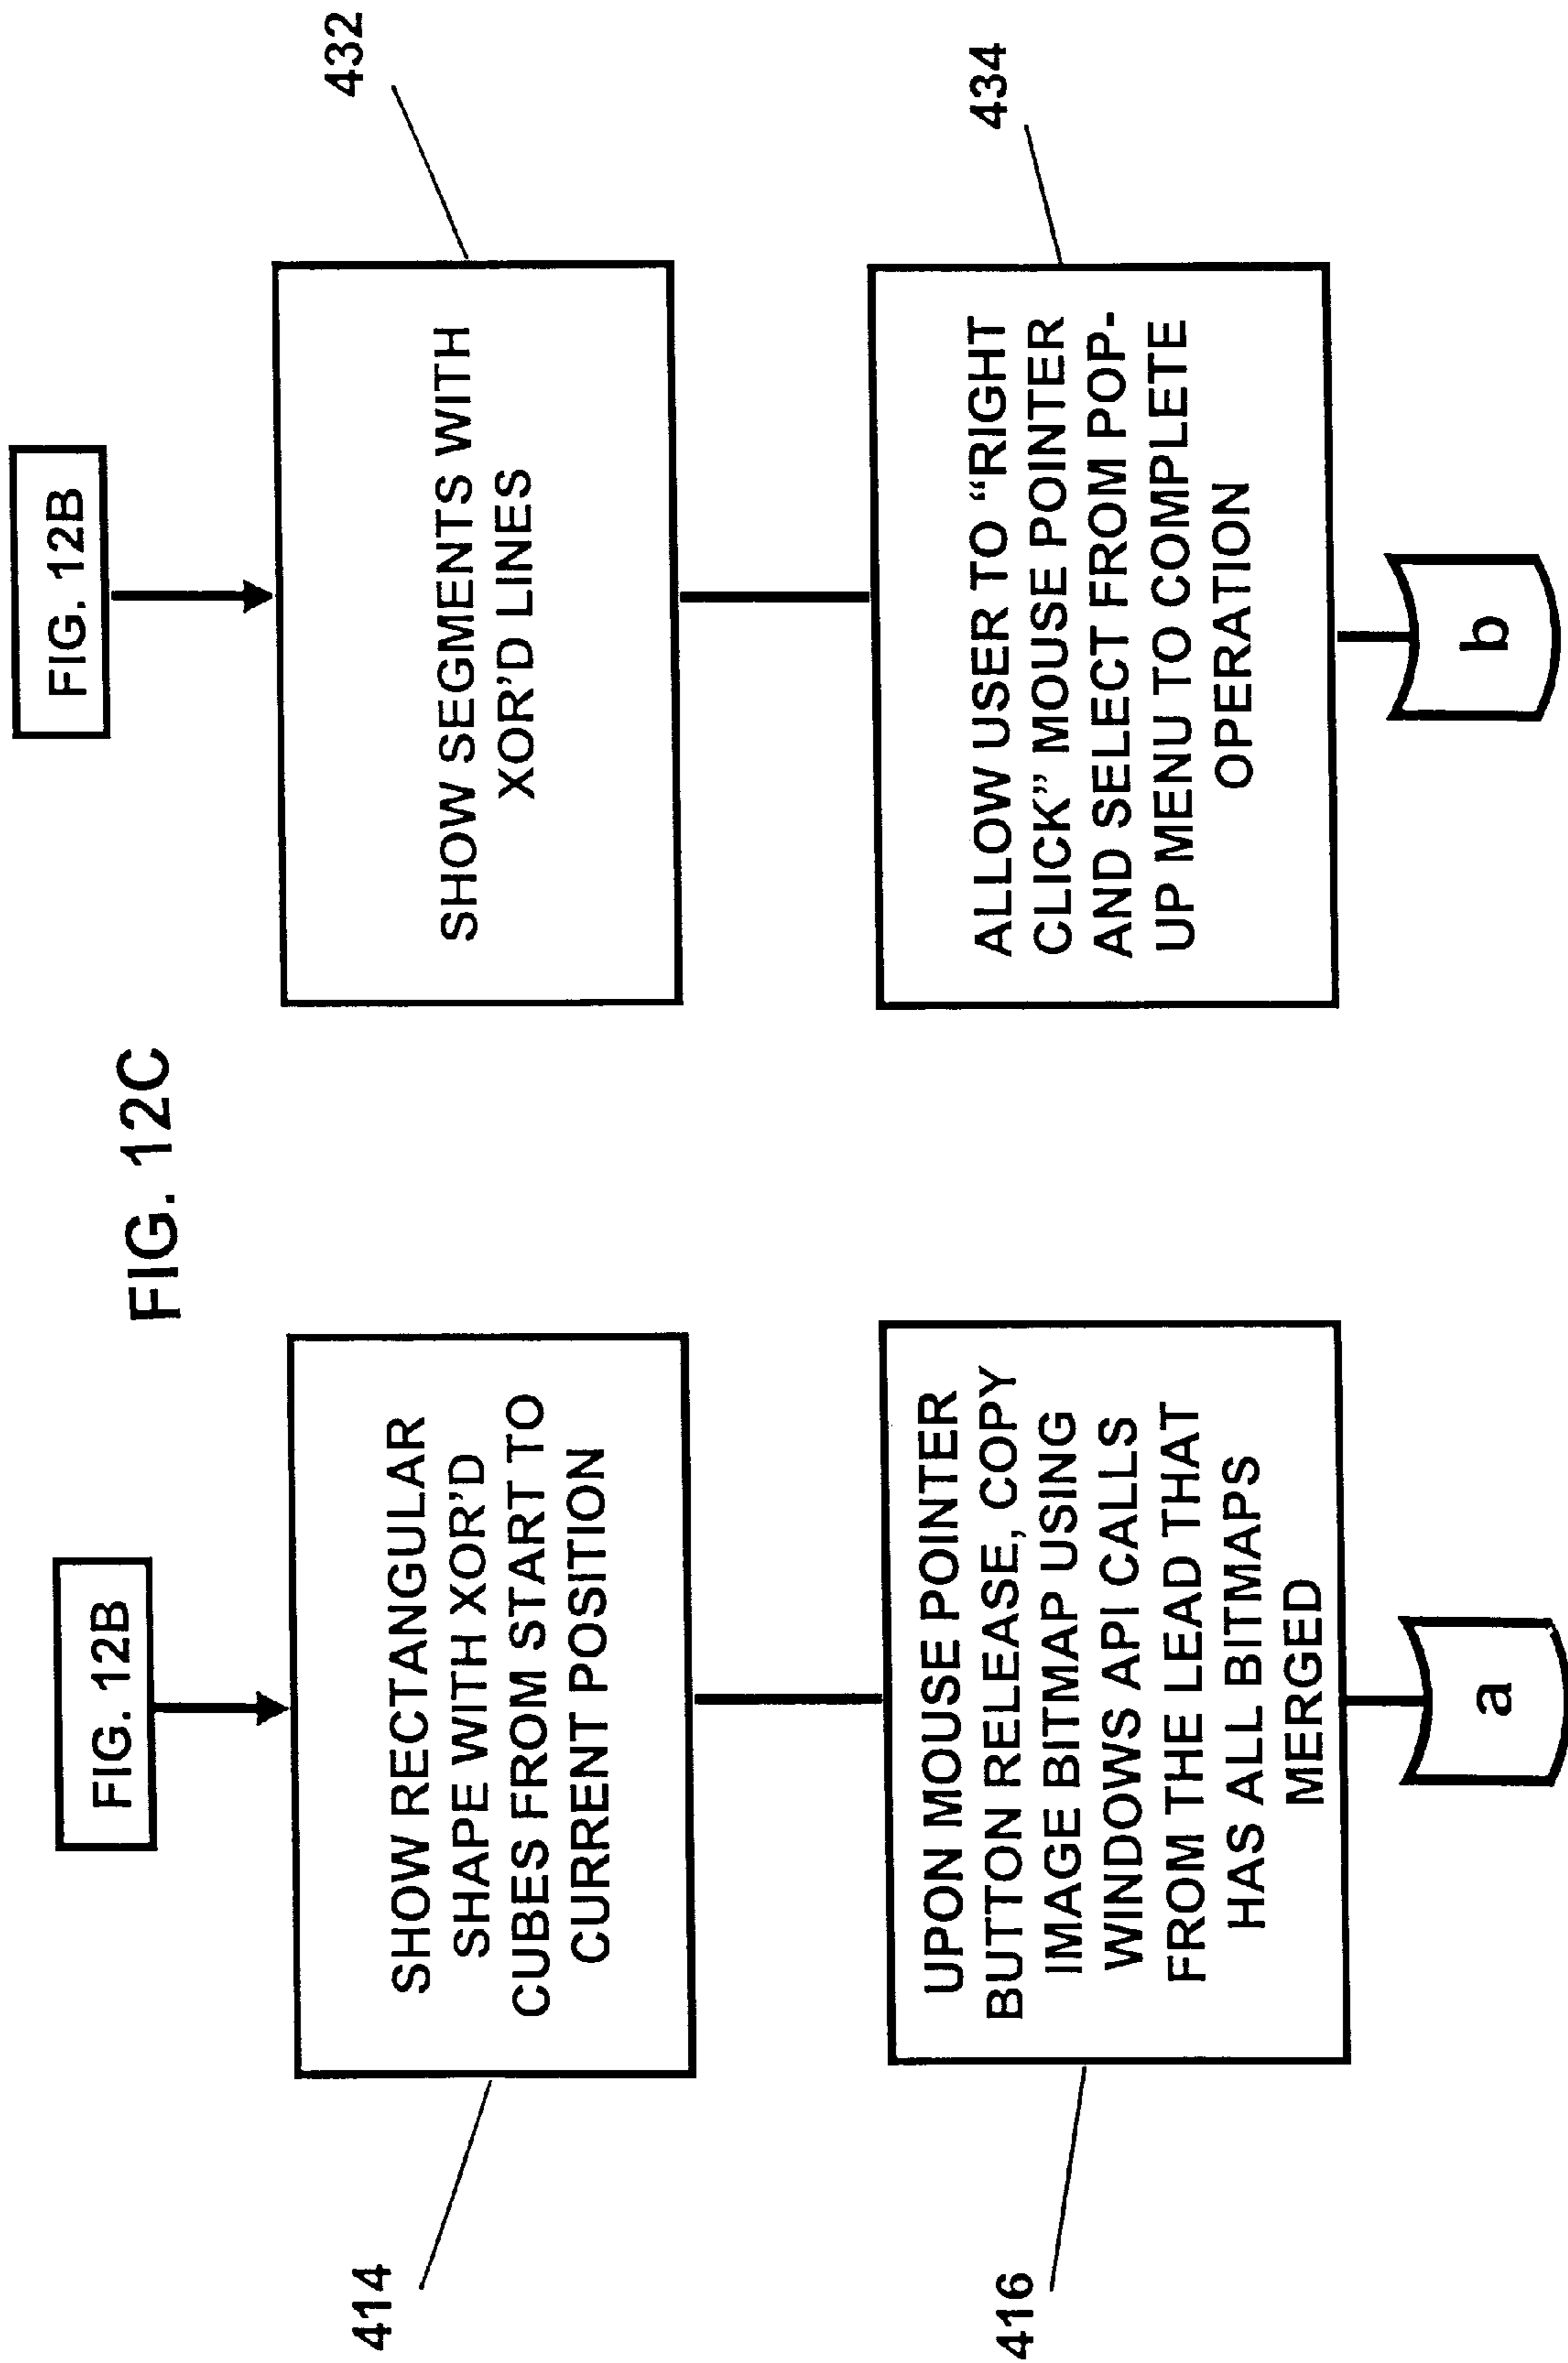 FIG. 12C
FIG. 12B
414
SHOW RECTANGULAR
SHAPE WITH XOR'D
CUBES FROM START TO
CURRENT POSITION
416
UPON MOUSE POINTER
BUTTON RELEASE, COPY
IMAGE BITMAP USING
WINDOWS API CALLS
FROM THE LEAD THAT
HAS ALL BITMAPS
MERGED
a
FIG. 12B
432
SHOW SEGMENTS WITH
XOR'D LINES
434
ALLOW USER TO “RIGHT
CLICK” MOUSE POINTER
AND SELECT FROM POP-
UP MENU TO COMPLETE
OPERATION
b